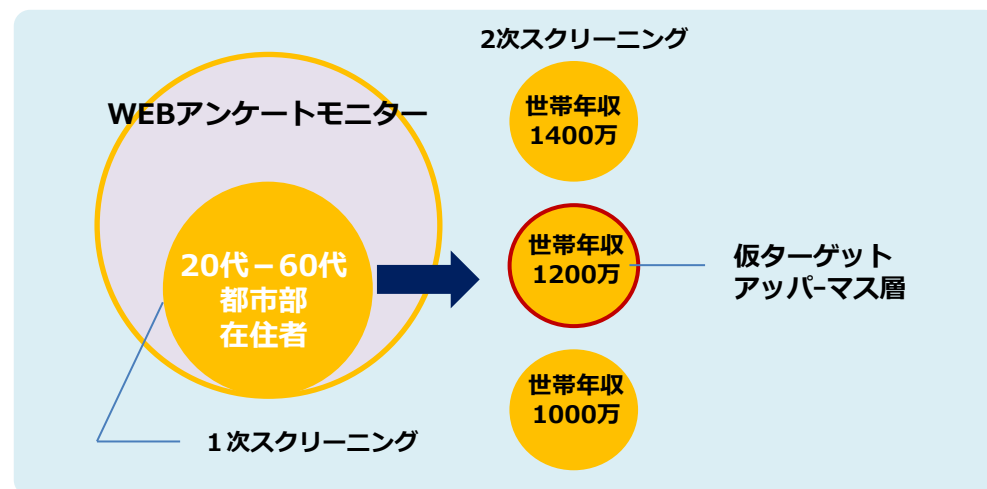 2次スクリーニング
WEBアンケートモニター
世帯年収
1400万
20代－60代
都市部
在住者
世帯年収
1200万
仮ターゲット
アッパｰマス層
世帯年収
1000万
１次スクリーニング